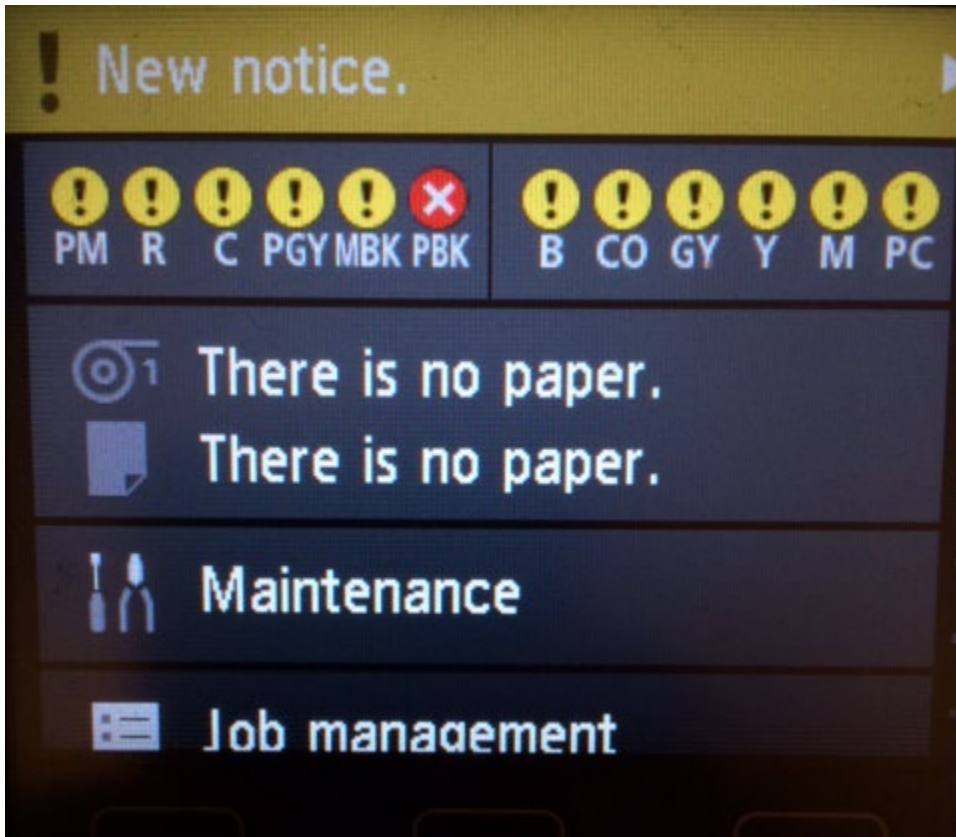 ! New notice.
! ! ! ! ! X ! ! ! ! ! !
PM R C PGY MBK PBK B CO GY Y M PC
1 There is no paper.
There is no paper.
Maintenance
Job management